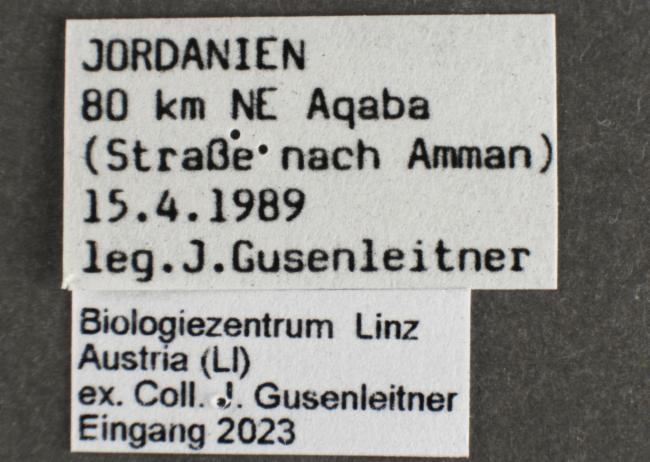 JORDANIEN
80 km NE Aqaba
(Straße nach Amman)
15.4.1989
leg.J.Gusenleitner
Biologiezentrum Linz
Austria (LI)
ex. Coll. J. Gusenleitner
Eingang 2023